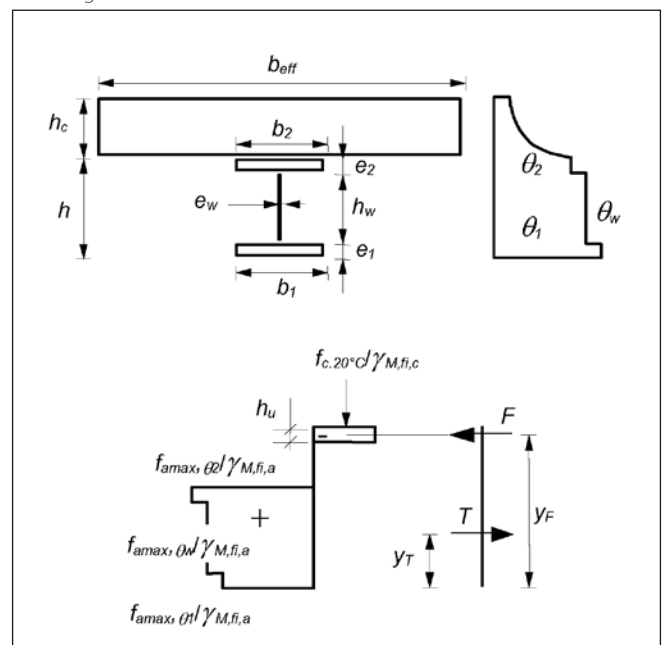 b_eff
h_c
b_2
e_2
θ_2
h
e_w
h_w
θ_w
θ_1
e_1
b_1
f_c.20°C/γ_M,fi,c
h_u
F
f_amax,θ2/γ_M,fi,a
T
y_F
f_amax,θw/γ_M,fi,a
y_T
f_amax,θ1/γ_M,fi,a